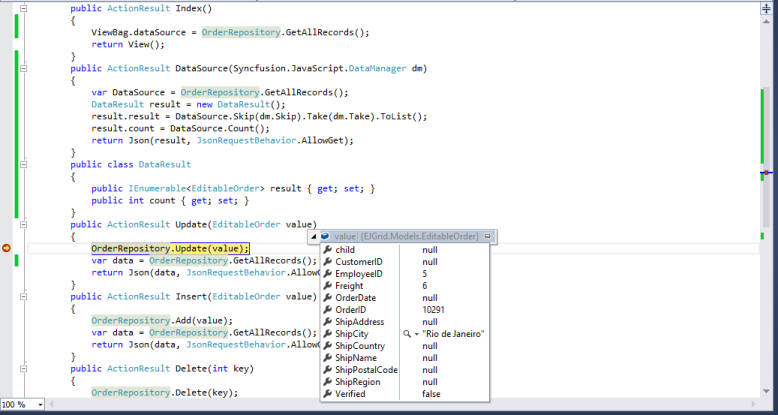 public ActionResult Index()
{
ViewBag.dataSource = OrderRepository.GetAllRecords();
return View();
}
public ActionResult DataSource(Syncfusion.JavaScript.DataManager dm)
{
var DataSource = OrderRepository.GetAllRecords();
DataResult result = new DataResult();
result.result = DataSource.Skip(dm.Skip).Take(dm.Take).ToList();
result.count = DataSource.Count();
return Json(result, JsonRequestBehavior.AllowGet);
}
public class DataResult
{
public IEnumerable<EditableOrder> result { get; set; }
public int count { get; set; }
}
public ActionResult Update(EditableOrder value)
{
value {EJGrid.Models.EditableOrder}
OrderRepository.Update(value);
child null
var data = OrderRepository.GetAllRecords();
CustomerID null
return Json(data, JsonRequestBehavior.AllowG
EmployeeID 5
}
Freight 6
public ActionResult Insert(EditableOrder value)
OrderDate null
{
OrderID 10291
OrderRepository.Add(value);
ShipAddress null
var data = OrderRepository.GetAllRecords();
ShipCity "Rio de Janeiro"
return Json(data, JsonRequestBehavior.AllowG
ShipCountry null
}
ShipName null
public ActionResult Delete(int key)
ShipPostalCode null
{
ShipRegion null
OrderRepository.Delete(key);
Verified false
100 %